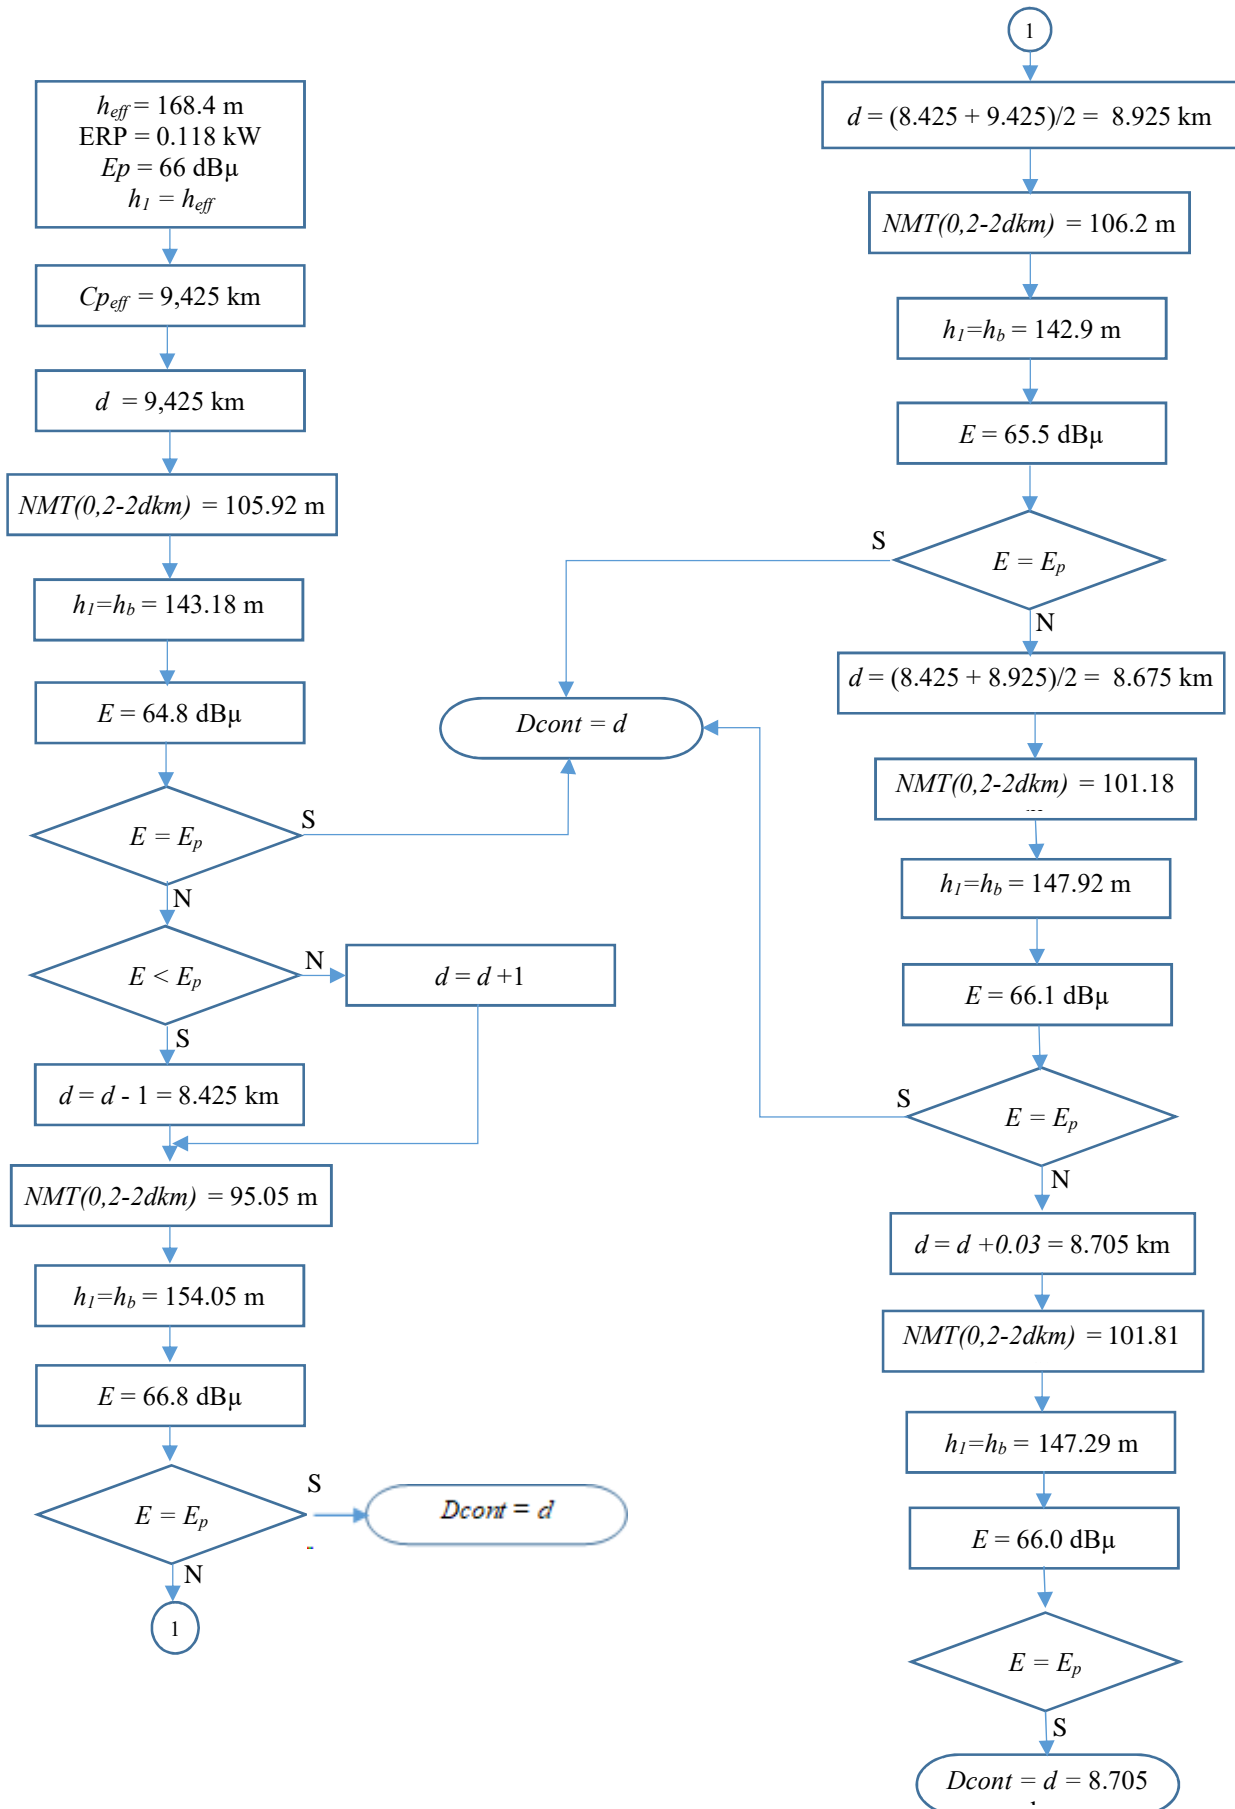 h_eff = 168.4 m
ERP = 0.118 kW
Ep = 66 dBµ
h_1 = h_eff
Cp_eff = 9,425 km
d = 9,425 km
NMT(0,2-2dkm) = 105.92 m
h_1=h_b = 143.18 m
E = 64.8 dBµ
E = E_p
S
N
E < E_p
N
d = d +1
S
d = d - 1 = 8.425 km
NMT(0,2-2dkm) = 95.05 m
h_1=h_b = 154.05 m
E = 66.8 dBµ
E = E_p
S
Dcont = d
N
1
Dcont = d
1
d = (8.425 + 9.425)/2 = 8.925 km
NMT(0,2-2dkm) = 106.2 m
h_1=h_b = 142.9 m
E = 65.5 dBµ
S
E = E_p
N
d = (8.425 + 8.925)/2 = 8.675 km
NMT(0,2-2dkm) = 101.18
h_1=h_b = 147.92 m
E = 66.1 dBµ
S
E = E_p
N
d = d +0.03 = 8.705 km
NMT(0,2-2dkm) = 101.81
h_1=h_b = 147.29 m
E = 66.0 dBµ
E = E_p
S
Dcont = d = 8.705